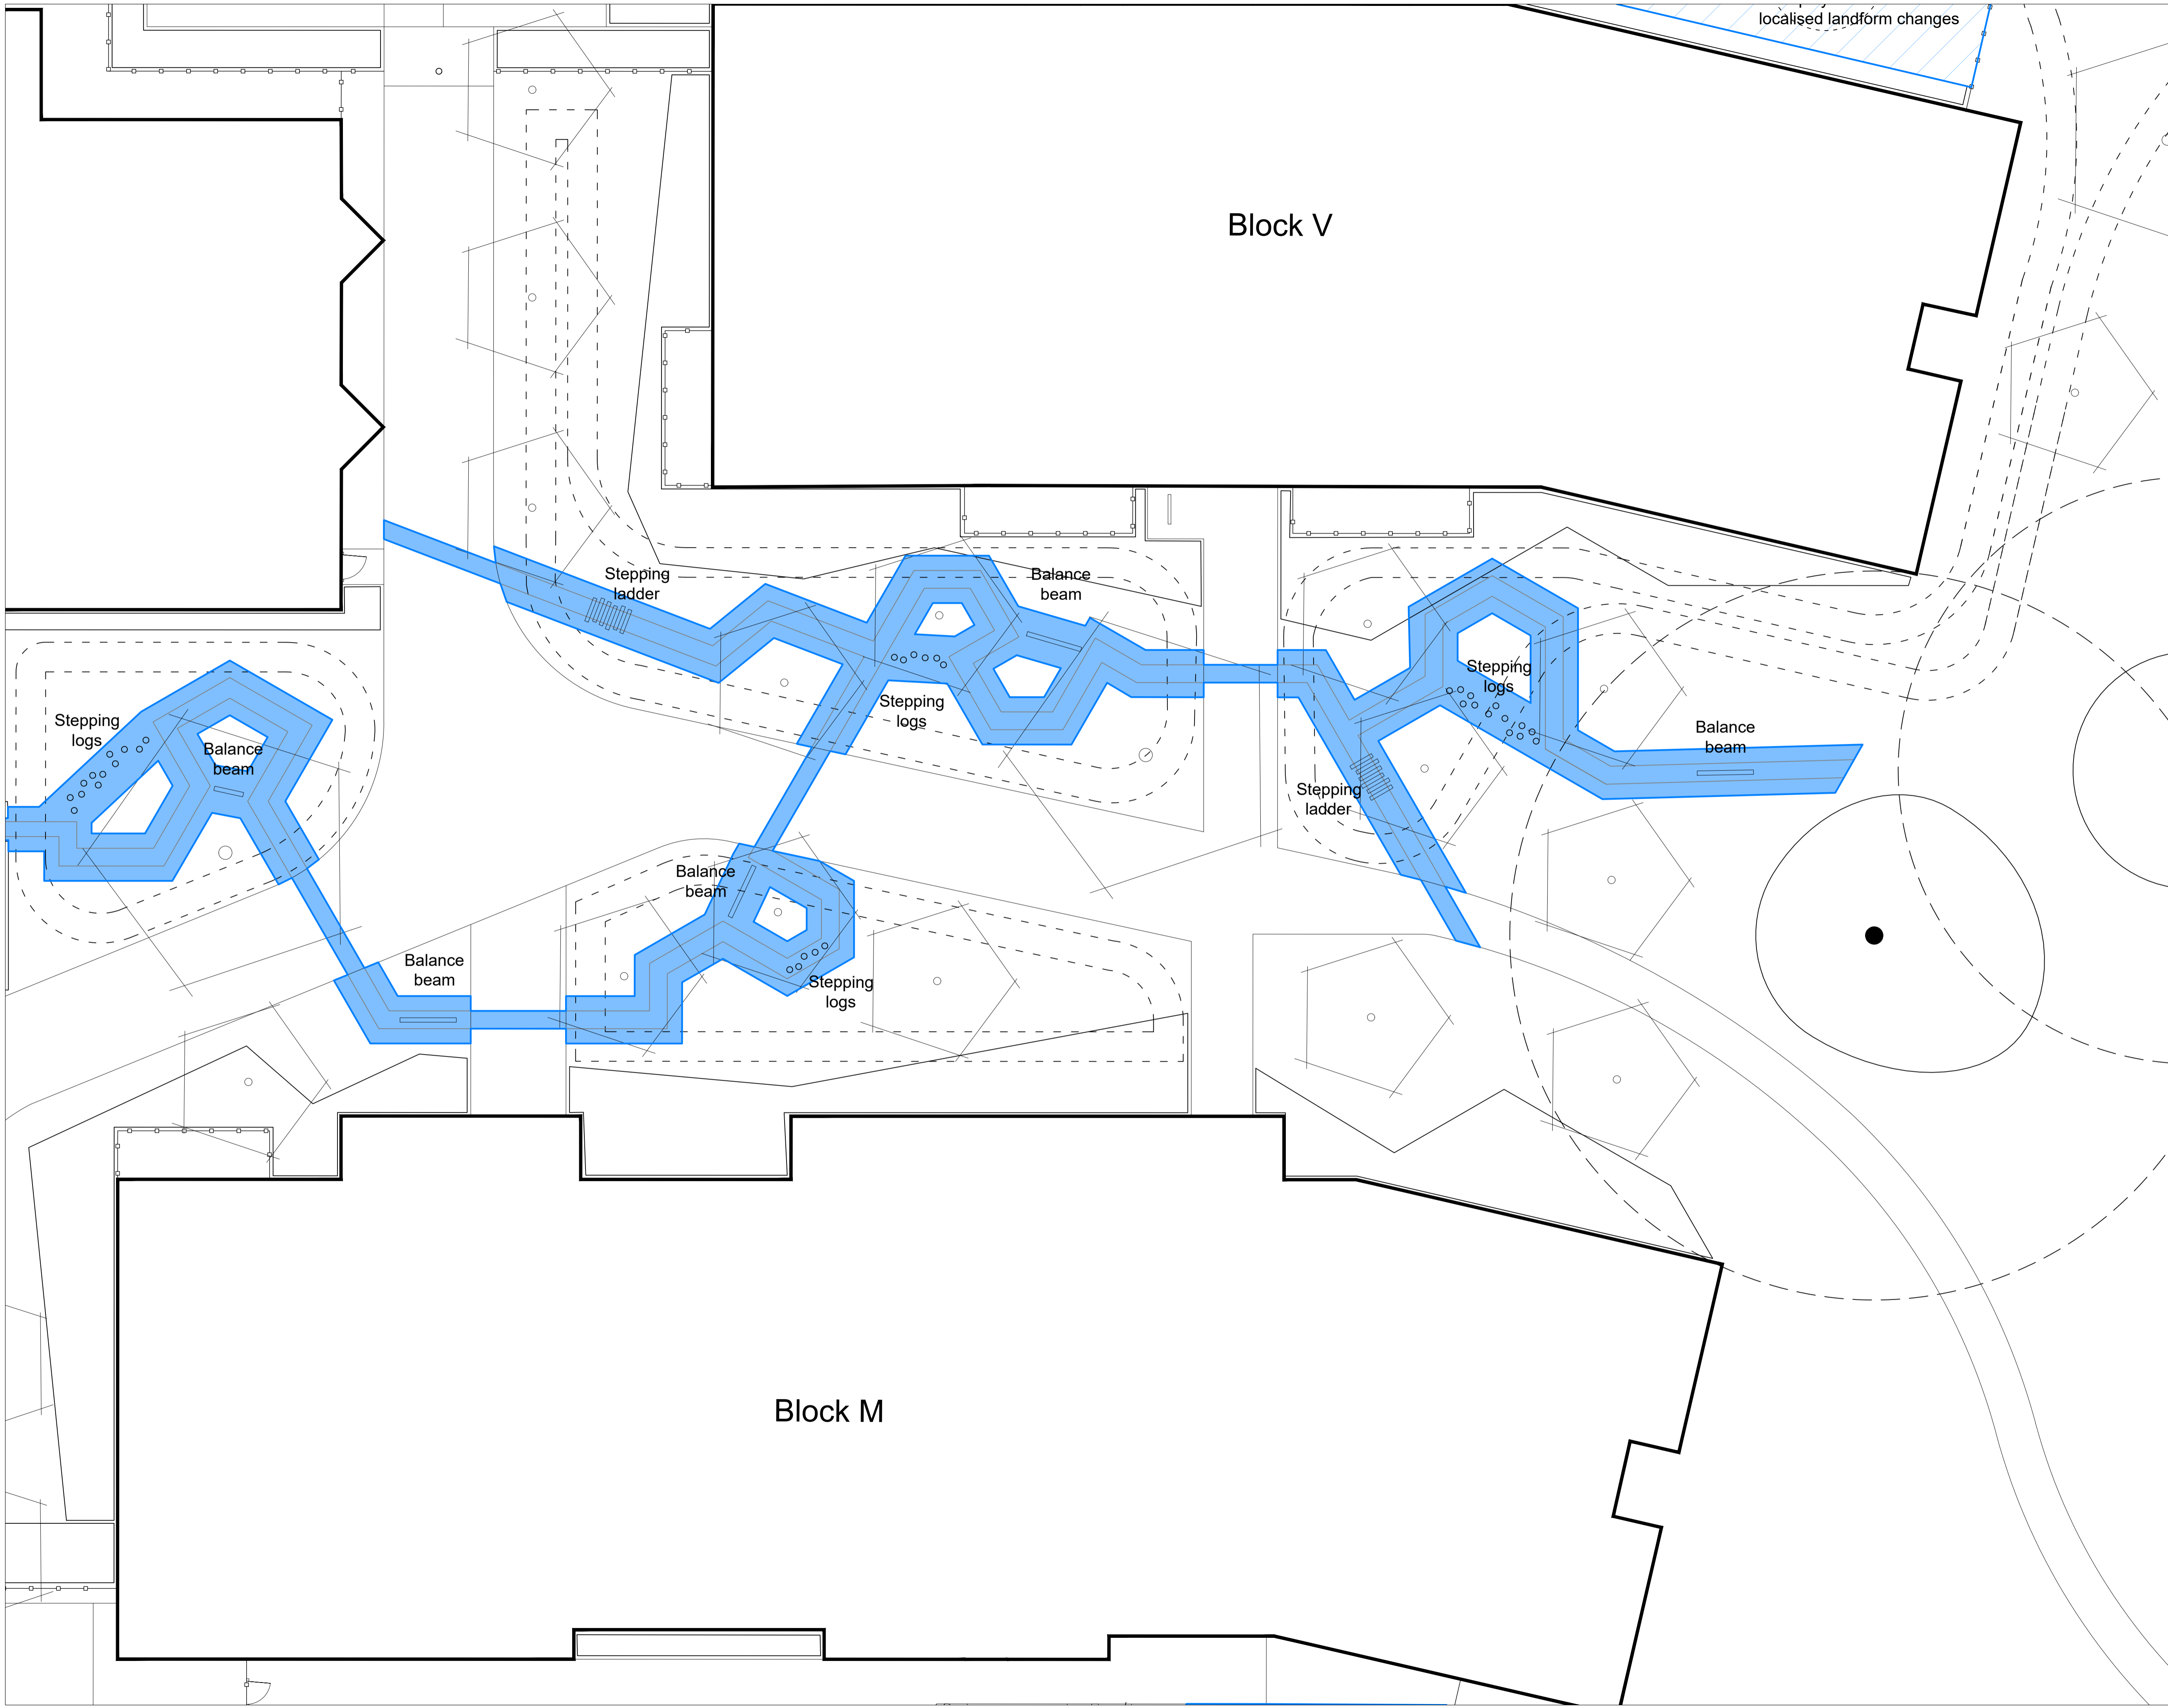 localised landform changes
Block V
Stepping
ladder
Balance
beam
Stepping
logs
Stepping
logs
Balance
beam
Stepping
ladder
Stepping
logs
Balance
beam
Balance
beam
Stepping
logs
Balance
beam
Balance
beam
Block M